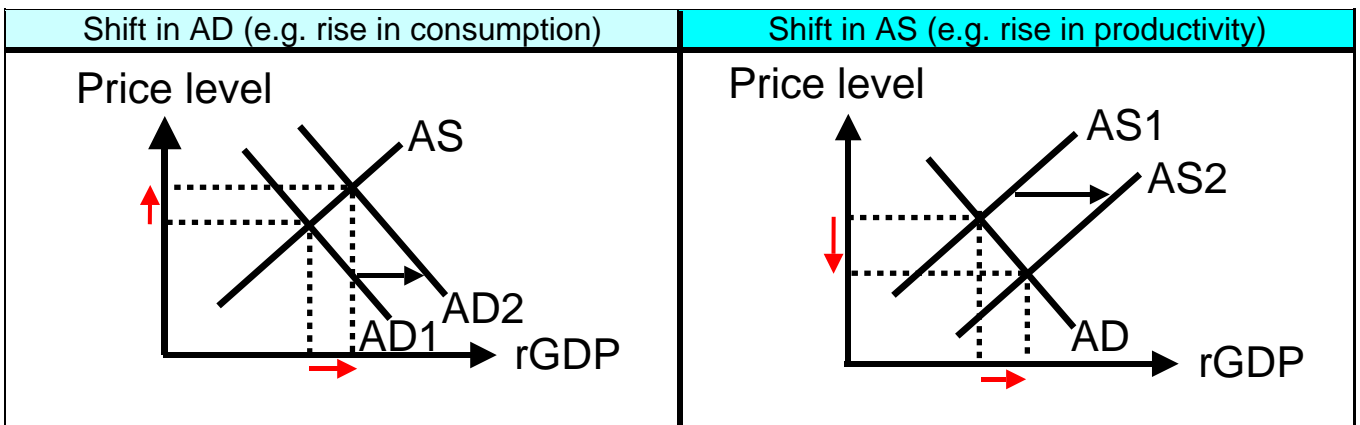 Shift in AD (e.g. rise in consumption)
Price level
AS
AD2
AD1
rGDP
Shift in AS (e.g. rise in productivity)
Price level
AS1
AS2
AD
rGDP